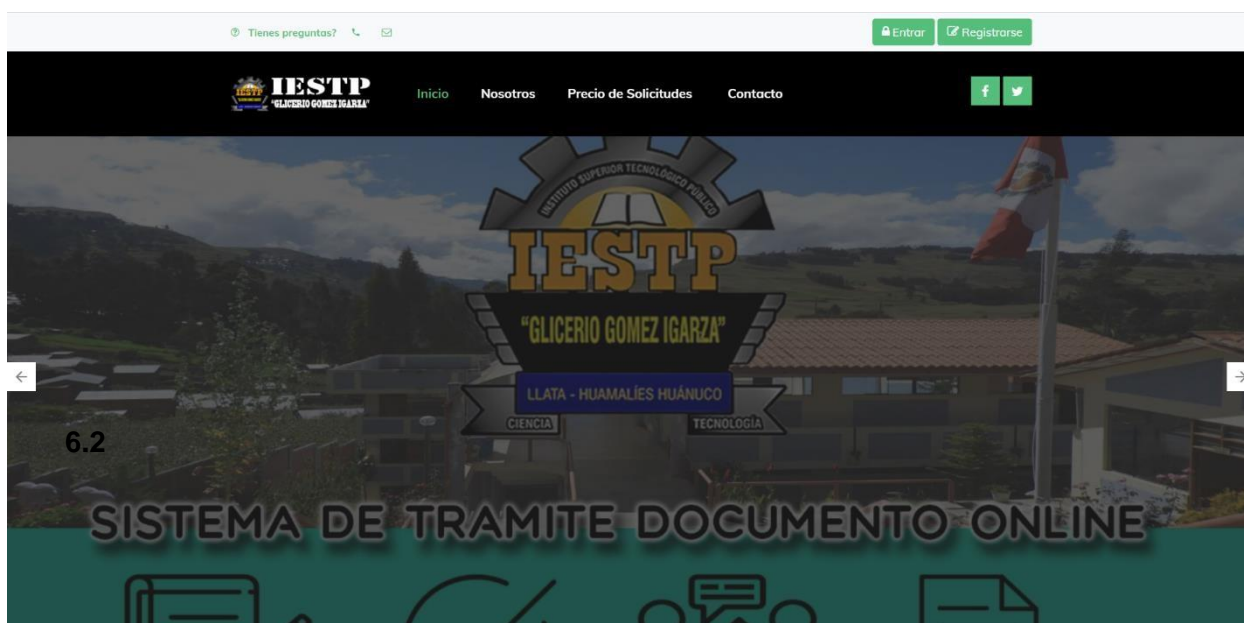 Tienes preguntas?
Entrar
Registrarse
IESTP
"GLICERIO GOMEZ IGARZA"
Inicio
Nosotros
Precio de Solicitudes
Contacto
INSTITUTO SUPERIOR TECNOLÓGICO PÚBLICO
IESTP
"GLICERIO GOMEZ IGARZA"
LLATA - HUAMALÍES HUÁNUCO
CIENCIA
TECNOLOGÍA
6.2
SISTEMA DE TRAMITE DOCUMENTO ONLINE